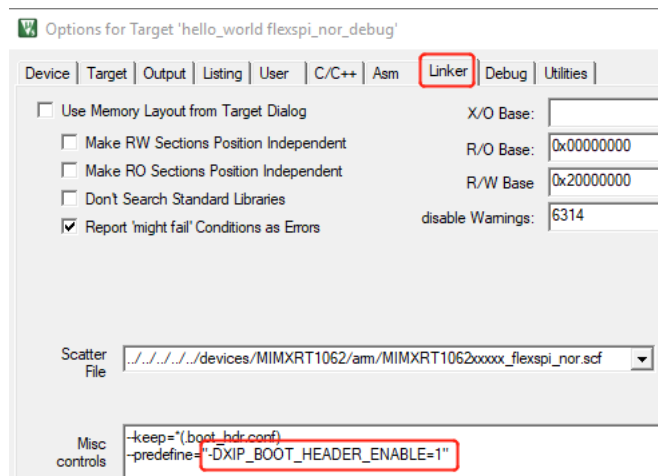 Options for Target 'hello_world flexspi_nor_debug'
Device | Target | Output | Listing | User | C/C++ | Asm | Linker | Debug | Utilities
Use Memory Layout from Target Dialog
X/O Base:
Make RW Sections Position Independent
R/O Base: 0x00000000
Make RO Sections Position Independent
R/W Base 0x20000000
Don't Search Standard Libraries
Report 'might fail' Conditions as Errors
disable Warnings: 6314
Scatter File
../../../../../devices/MIMXRT1062/arm/MIMXRT1062xxxxx_flexspi_nor.scf
Misc controls
--keep=*(.boot_hdr.conf)
--predefine="-DXIP_BOOT_HEADER_ENABLE=1"